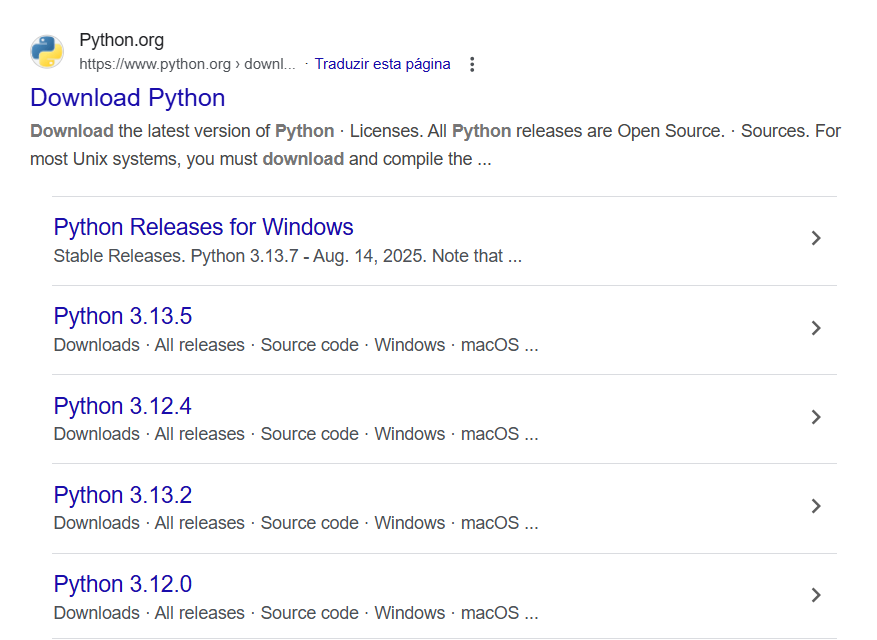 Python.org
https://www.python.org › downl... · Traduzir esta página
Download Python
Download the latest version of Python · Licenses. All Python releases are Open Source. · Sources. For
most Unix systems, you must download and compile the ...
Python Releases for Windows
Stable Releases. Python 3.13.7 - Aug. 14, 2025. Note that ...
Python 3.13.5
Downloads · All releases · Source code · Windows · macOS ...
Python 3.12.4
Downloads · All releases · Source code · Windows · macOS ...
Python 3.13.2
Downloads · All releases · Source code · Windows · macOS ...
Python 3.12.0
Downloads · All releases · Source code · Windows · macOS ...